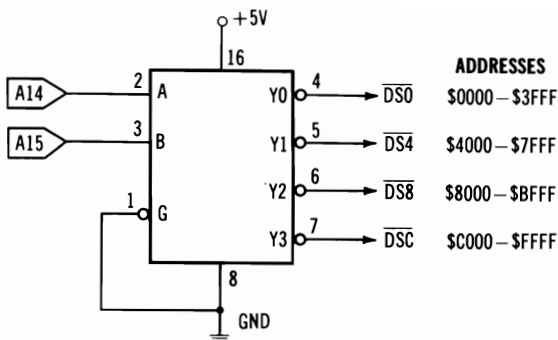 +5V
16
ADDRESSES
A14 2 A Y0 4 DS0 $0000–$3FFF
A15 3 B Y1 5 DS4 $4000–$7FFF
1 G Y2 6 DS8 $8000–$BFFF
Y3 7 DSC $C000–$FFFF
8
GND